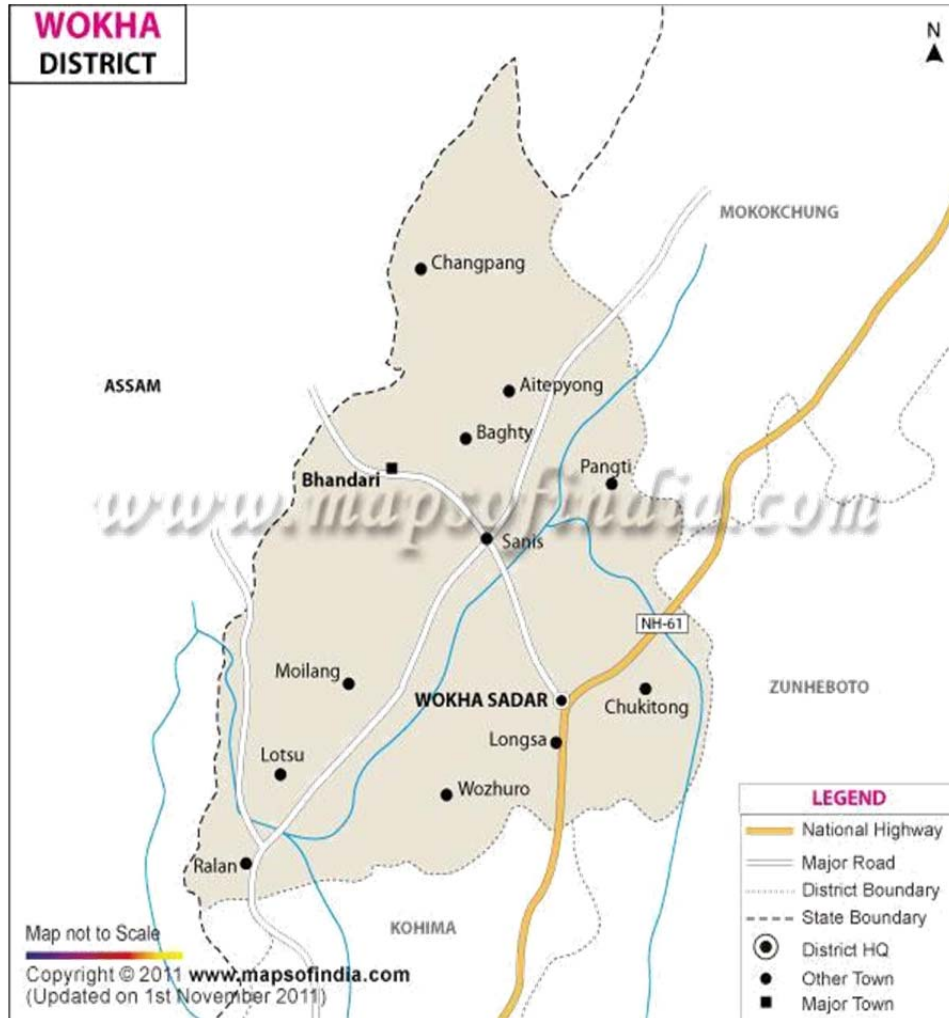 WOKHA
DISTRICT
N
MOKOKCHUNG
Changpang
ASSAM
Aitepyong
Baghty
Pangti
Bhandari
www.mapsofindia.com
Sanis
NH-61
Moilang
ZUNHEBOTO
WOKHA SADAR
Chukitong
Longsa
Lotsu
Wozhuro
Ralan
KOHIMA
LEGEND
National Highway
Major Road
District Boundary
State Boundary
District HQ
Other Town
Major Town
Map not to Scale
Copyright © 2011 www.mapsofindia.com
(Updated on 1st November 2011)